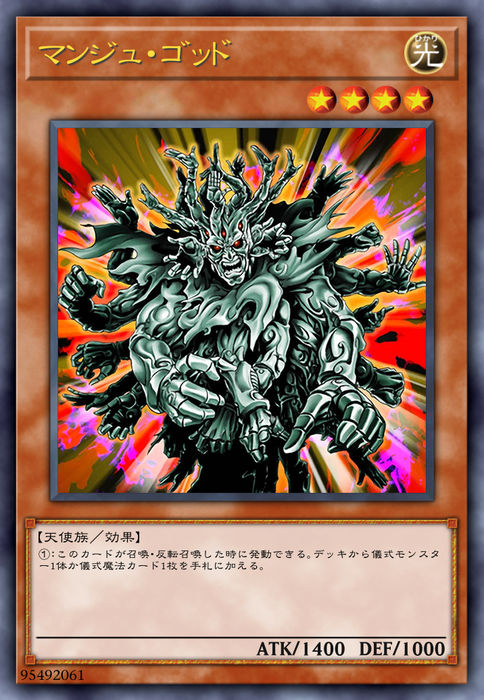 マンジュ・ゴッド
ひかり
光
【天使族／効果】
①：このカードが召喚・反転召喚した時に発動できる。デッキから儀式モンスタ
ー1体か儀式魔法カード1枚を手札に加える。
ATK/1400 DEF/1000
95492061